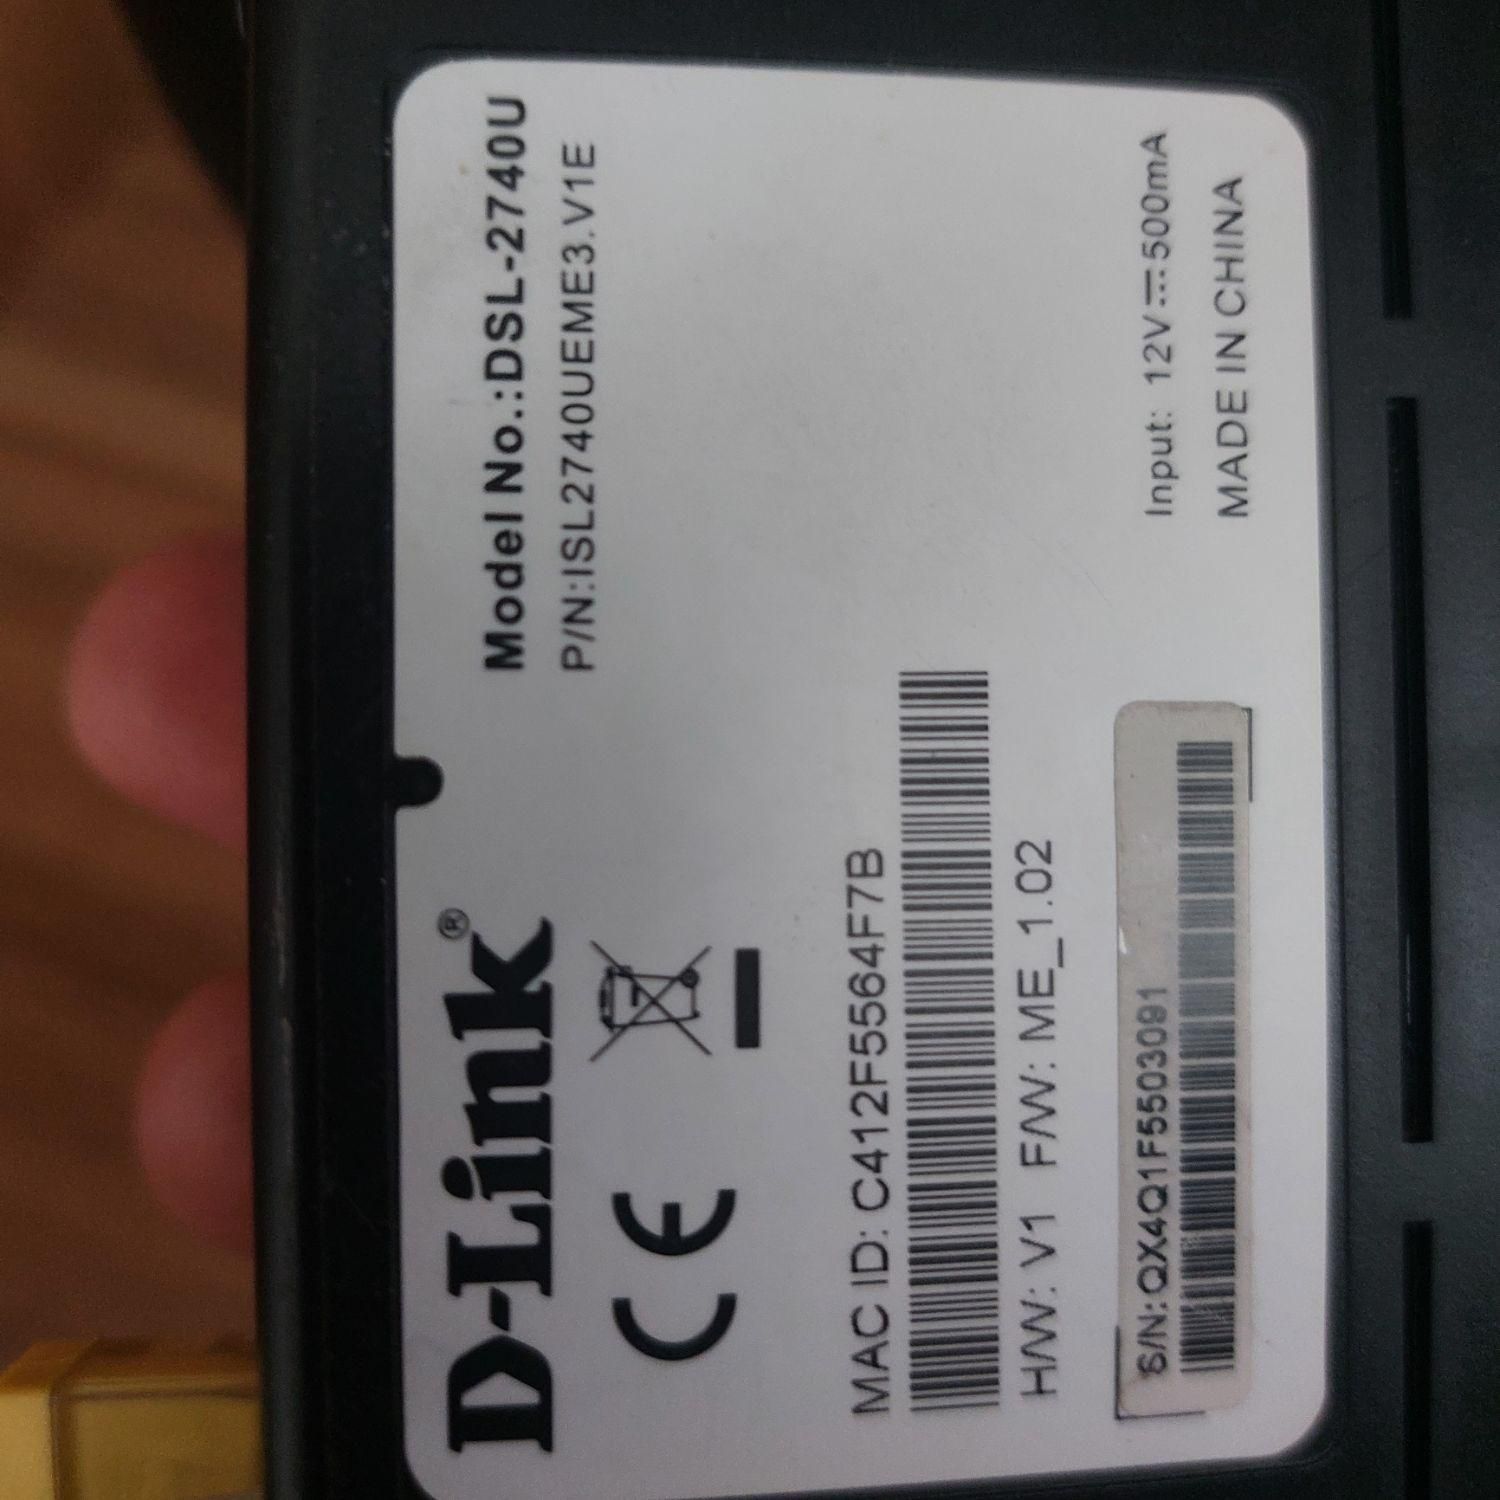 D-Link®
Model No.:DSL-2740U
P/N:ISL2740UEME3.V1E
CE
MAC ID: C412F5564F7B
H/W: V1 F/W: ME_1.02
S/N:QX4Q1F5503091
Input: 12V⎓500mA
MADE IN CHINA